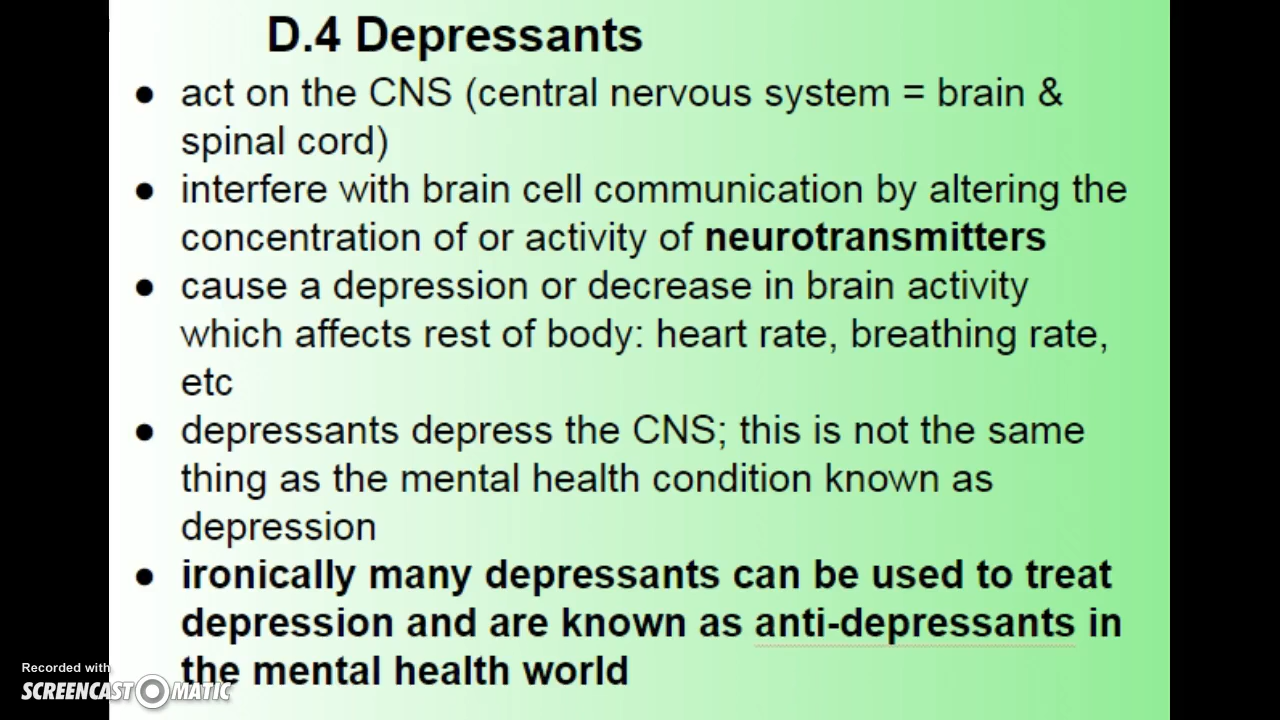 D.4 Depressants
● act on the CNS (central nervous system = brain &
spinal cord)
● interfere with brain cell communication by altering the
concentration of or activity of neurotransmitters
● cause a depression or decrease in brain activity
which affects rest of body: heart rate, breathing rate,
etc
● depressants depress the CNS; this is not the same
thing as the mental health condition known as
depression
● ironically many depressants can be used to treat
depression and are known as anti-depressants in
the mental health world
Recorded with
SCREENCAST-O-MATIC